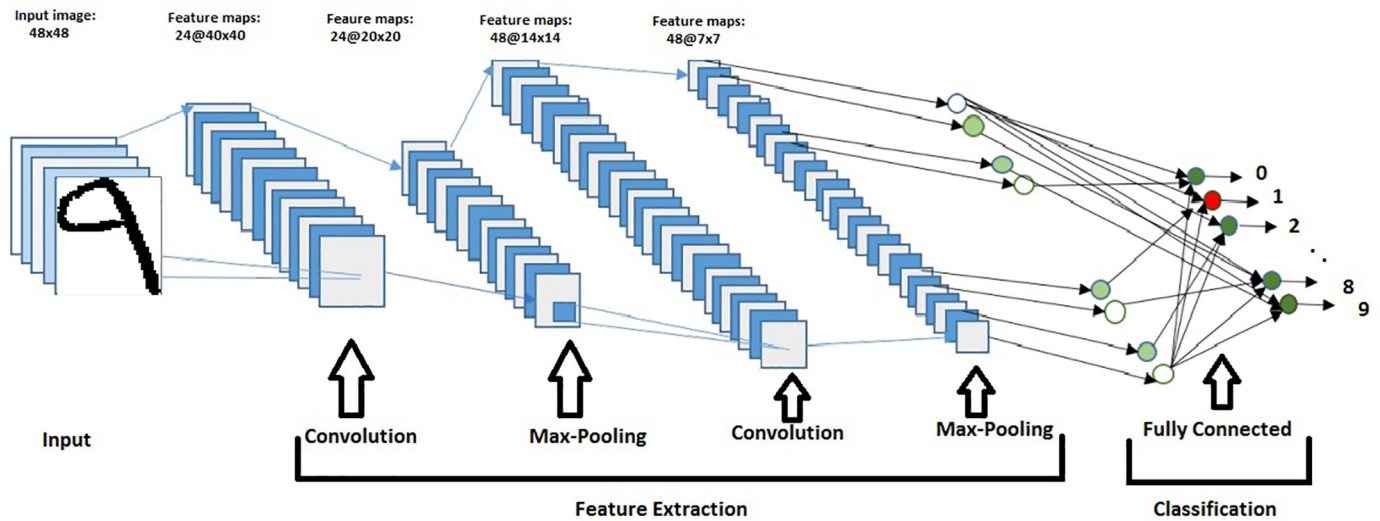 Input image:
48x48
Feature maps:
24@40x40
Feaure maps:
24@20x20
Feature maps:
48@14x14
Feature maps:
48@7x7
0
1
2
. .
8
9
Input
Convolution
Max-Pooling
Convolution
Max-Pooling
Fully Connected
Feature Extraction
Classification